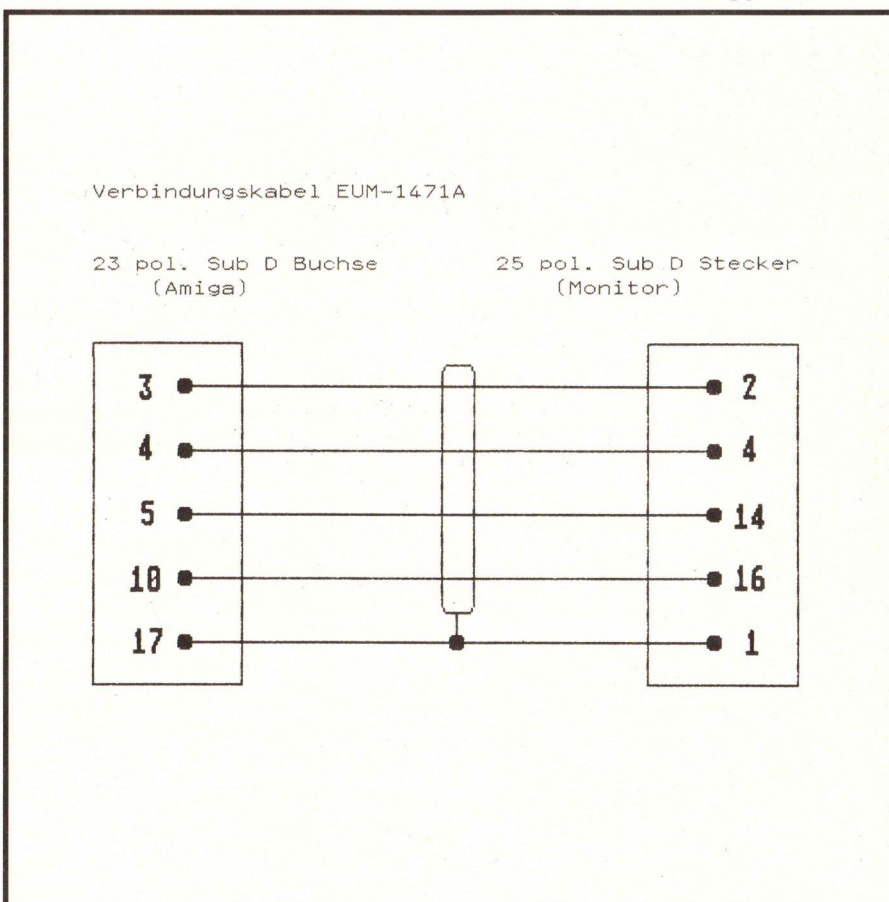 Verbindungskabel EUM-1471A
23 pol. Sub D Buchse 25 pol. Sub D Stecker
(Amiga) (Monitor)
3 2
4 4
5 14
10 16
17 1